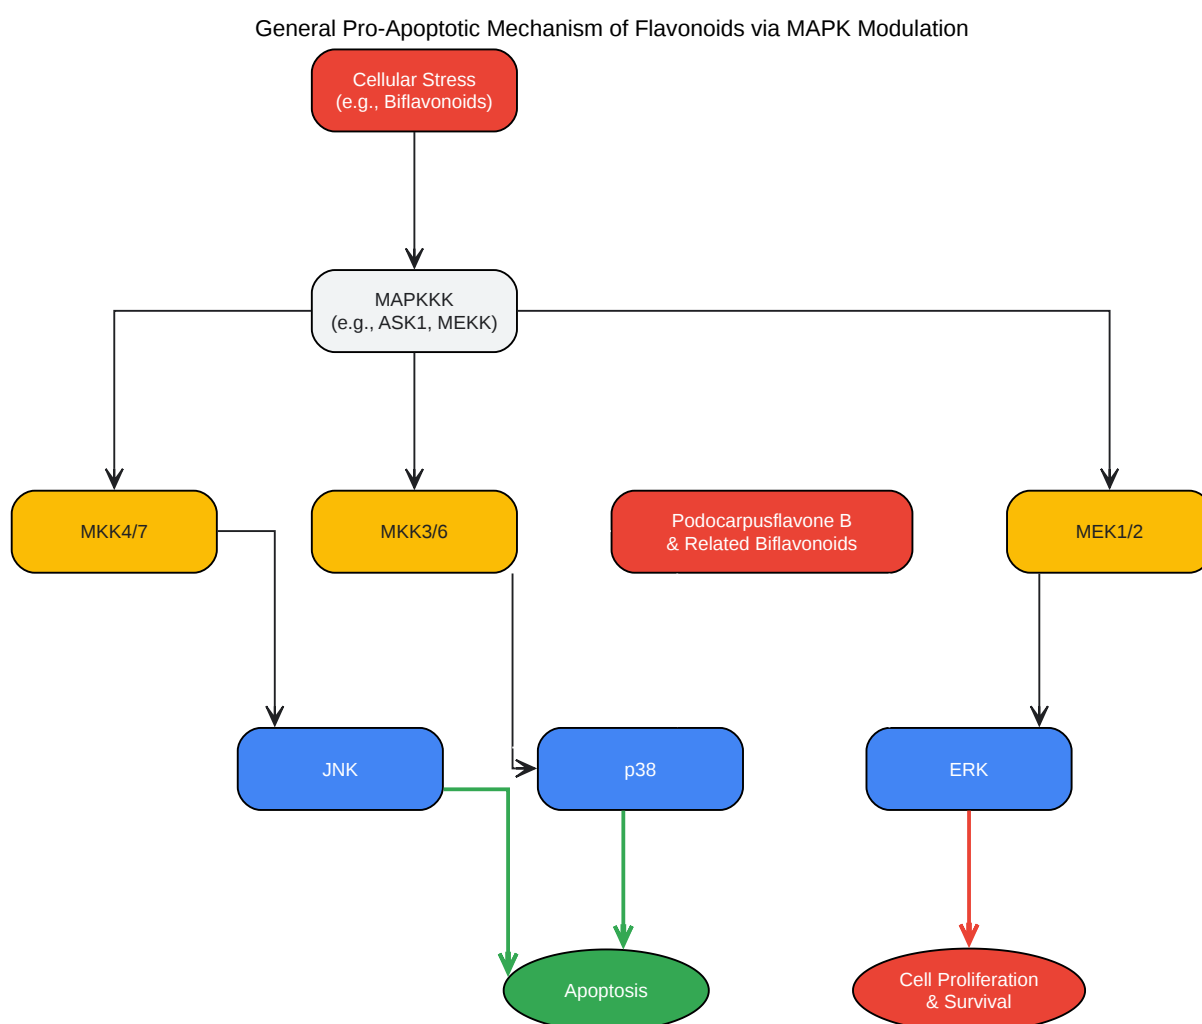 General Pro-Apoptotic Mechanism of Flavonoids via MAPK Modulation
Cellular Stress
(e.g., Biflavonoids)
MAPKKK
(e.g., ASK1, MEKK)
MKK4/7
MKK3/6
Podocarpusflavone B
& Related Biflavonoids
MEK1/2
JNK
p38
ERK
Apoptosis
Cell Proliferation
& Survival